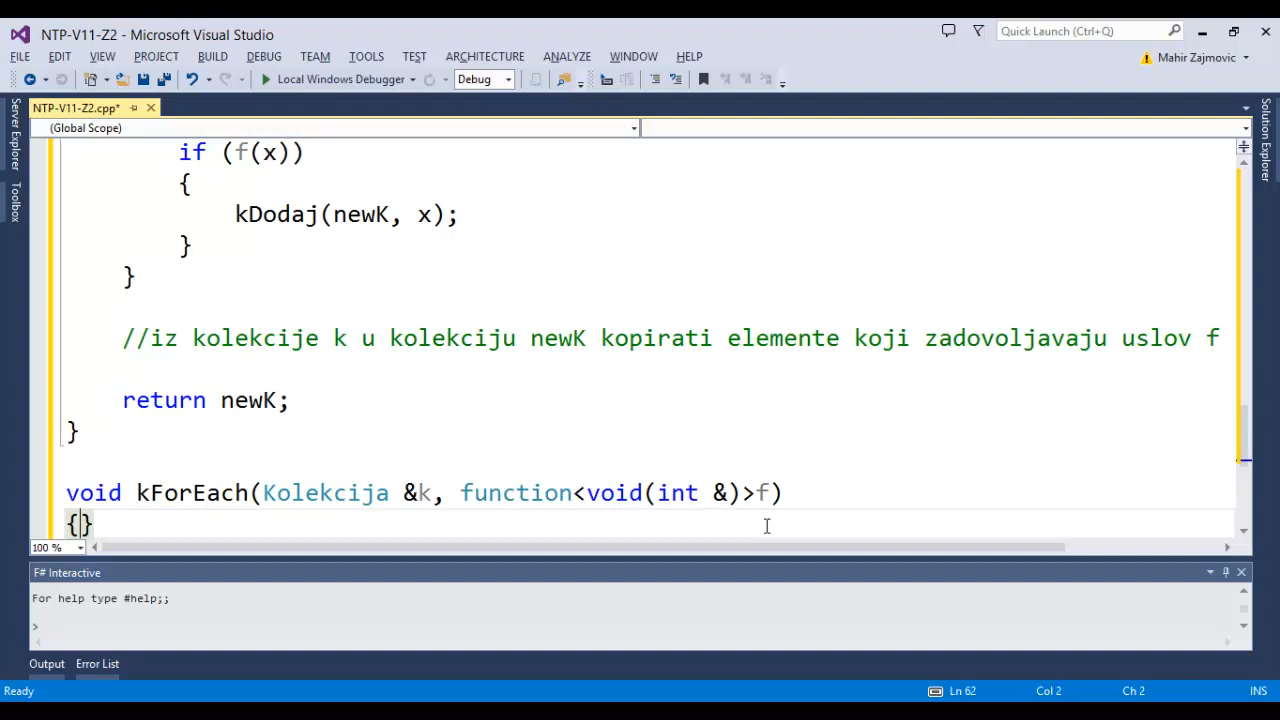 NTP-V11-Z2 - Microsoft Visual Studio
Quick Launch (Ctrl+Q)
FILE EDIT VIEW PROJECT BUILD DEBUG TEAM TOOLS TEST ARCHITECTURE ANALYZE WINDOW HELP
Mahir Zajmovic
Local Windows Debugger Debug
Server Explorer
Toolbox
Solution Explorer
NTP-V11-Z2.cpp*
(Global Scope)
if (f(x))
{
kDodaj(newK, x);
}
}
//iz kolekcije k u kolekciju newK kopirati elemente koji zadovoljavaju uslov f
return newK;
}
void kForEach(Kolekcija &k, function<void(int &)>f)
{}
100 %
F# Interactive
For help type #help;;
>
Output Error List
Ready Ln 62 Col 2 Ch 2 INS